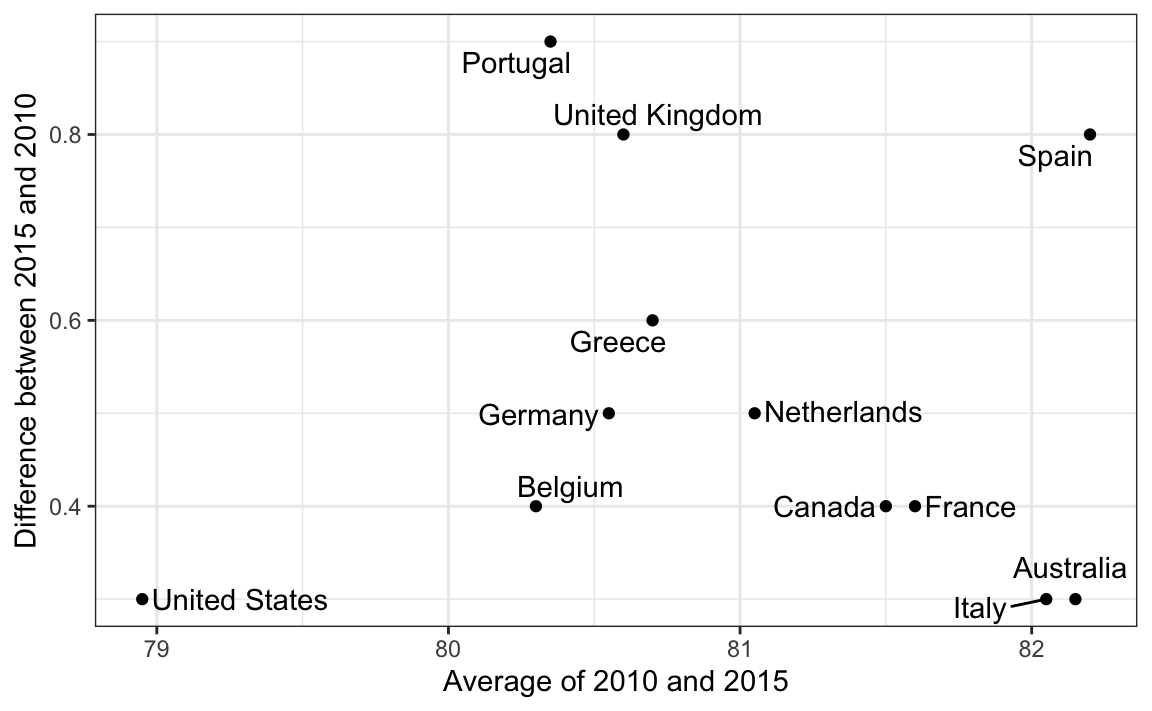 Portugal
United Kingdom
0.8
Spain
Difference between 2015 and 2010
0.6
Greece
Germany
Netherlands
Belgium
0.4
Canada
France
Australia
United States
Italy
79
80
81
82
Average of 2010 and 2015